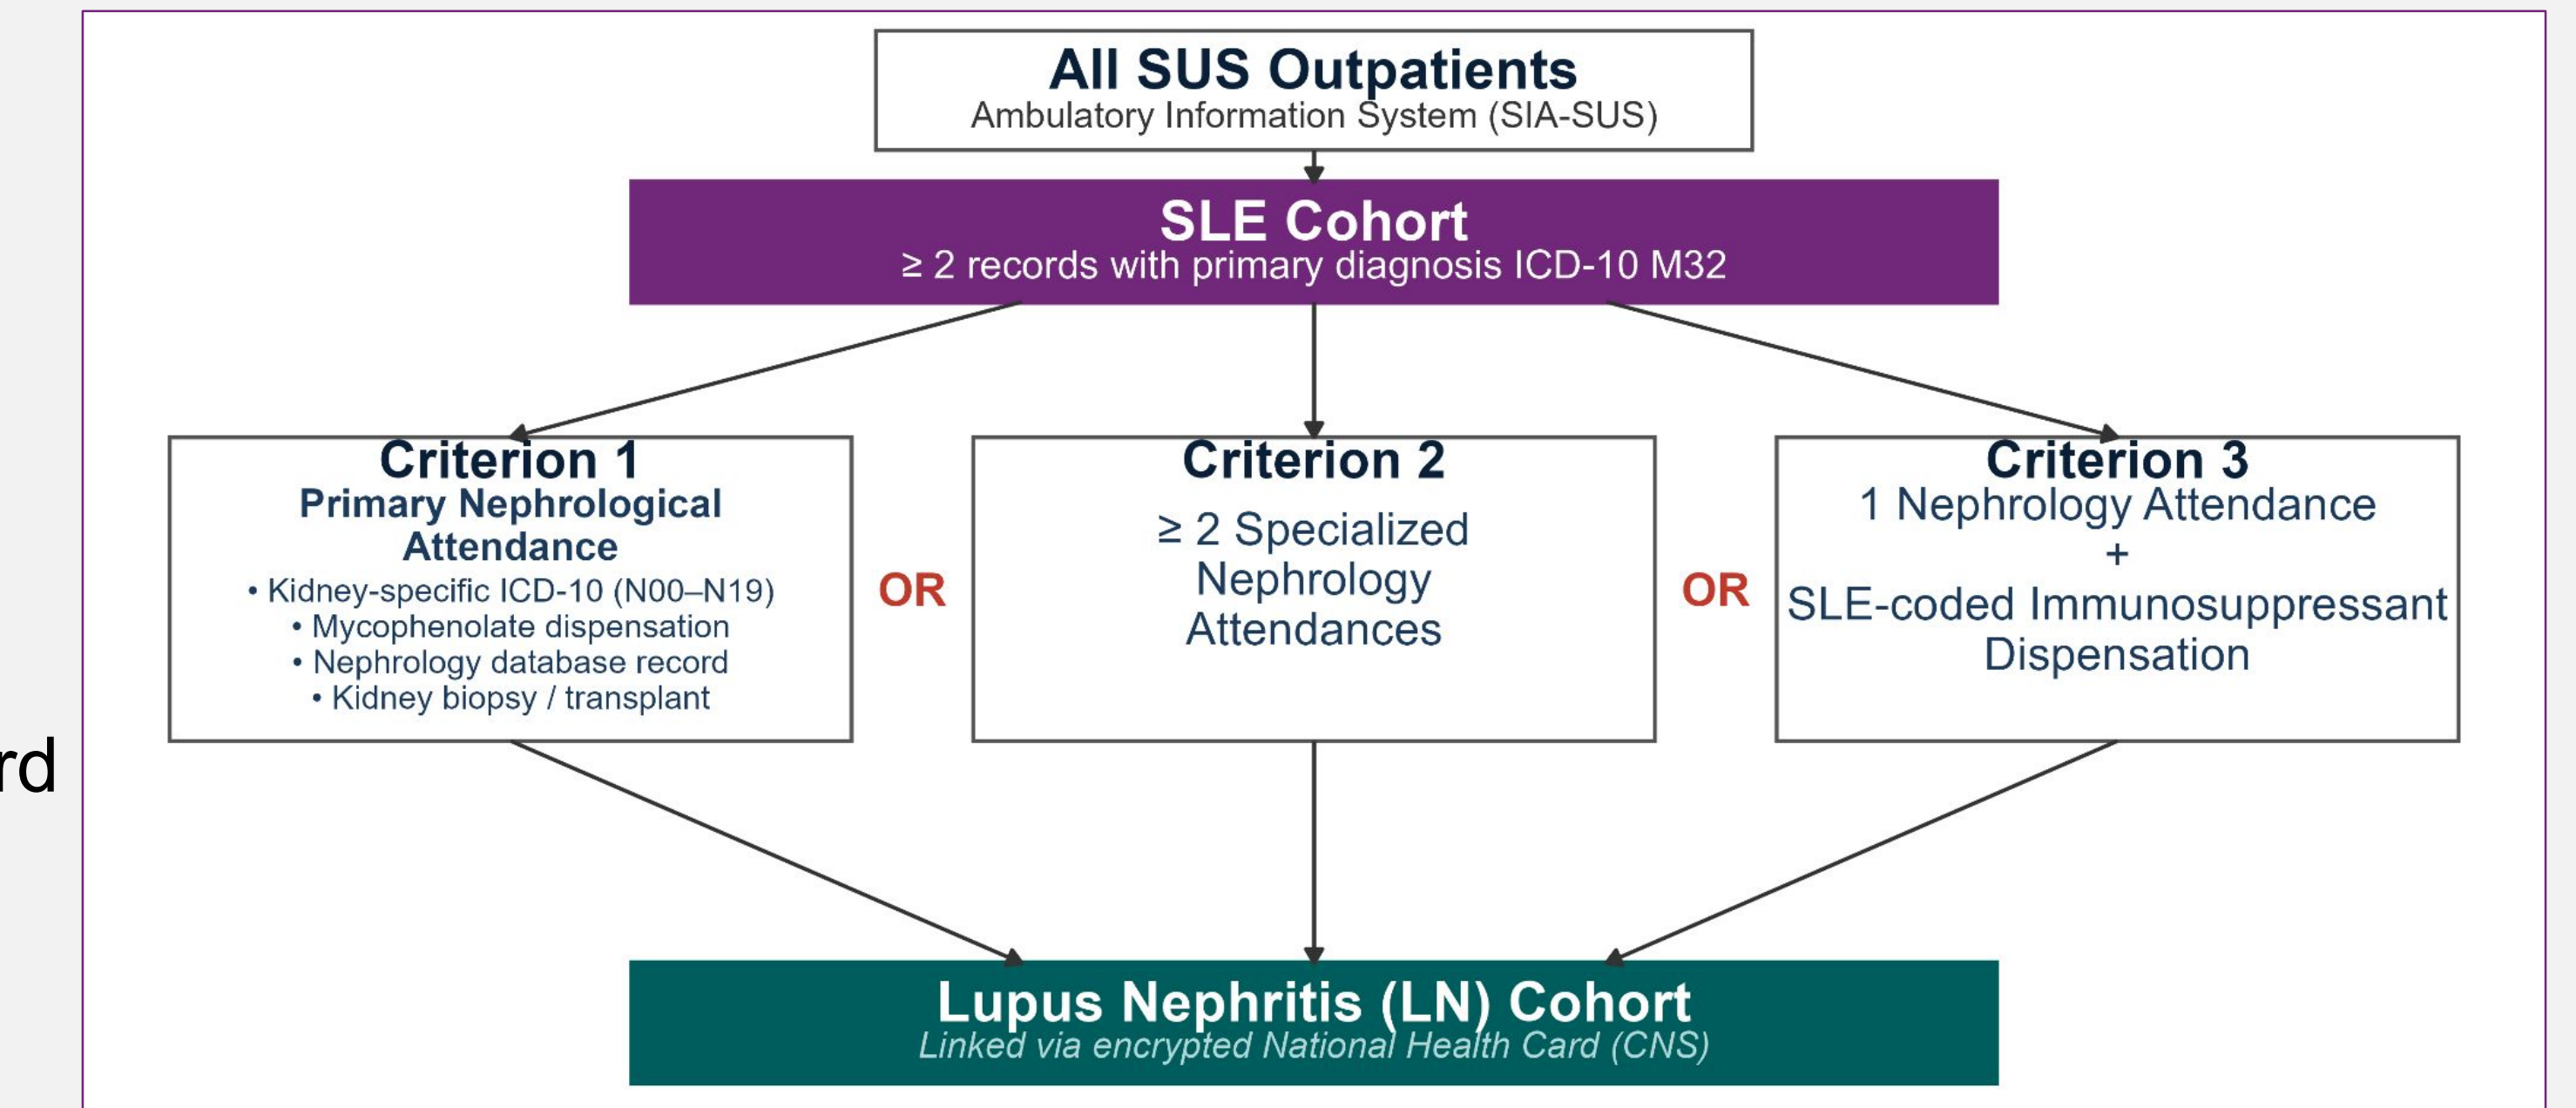 All SUS Outpatients
Ambulatory Information System (SIA-SUS)
SLE Cohort
≥ 2 records with primary diagnosis ICD-10 M32
Criterion 1
Primary Nephrological
Attendance
• Kidney-specific ICD-10 (N00–N19)
• Mycophenolate dispensation
• Nephrology database record
• Kidney biopsy / transplant
OR
Criterion 2
≥ 2 Specialized
Nephrology
Attendances
OR
Criterion 3
1 Nephrology Attendance
+
SLE-coded Immunosuppressant
Dispensation
rd
Lupus Nephritis (LN) Cohort
Linked via encrypted National Health Card (CNS)